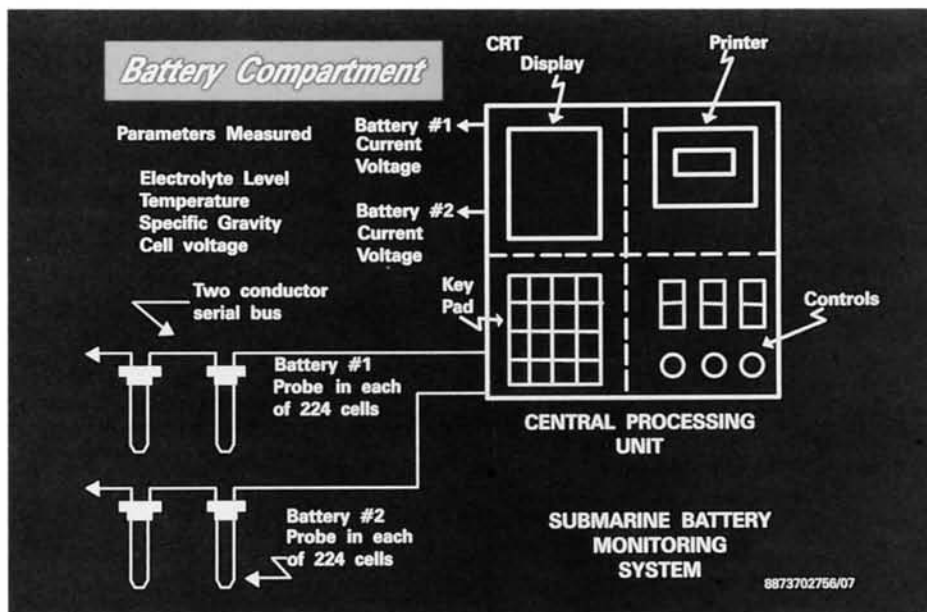 Battery Compartment
Parameters Measured
Electrolyte Level
Temperature
Specific Gravity
Cell voltage
Two conductor
serial bus
Battery #1
Probe in each
of 224 cells
Battery #2
Probe in each
of 224 cells
Battery #1
Current
Voltage
Battery #2
Current
Voltage
CRT
Display
Printer
Key
Pad
Controls
CENTRAL PROCESSING
UNIT
SUBMARINE BATTERY
MONITORING
SYSTEM
8873702756/07